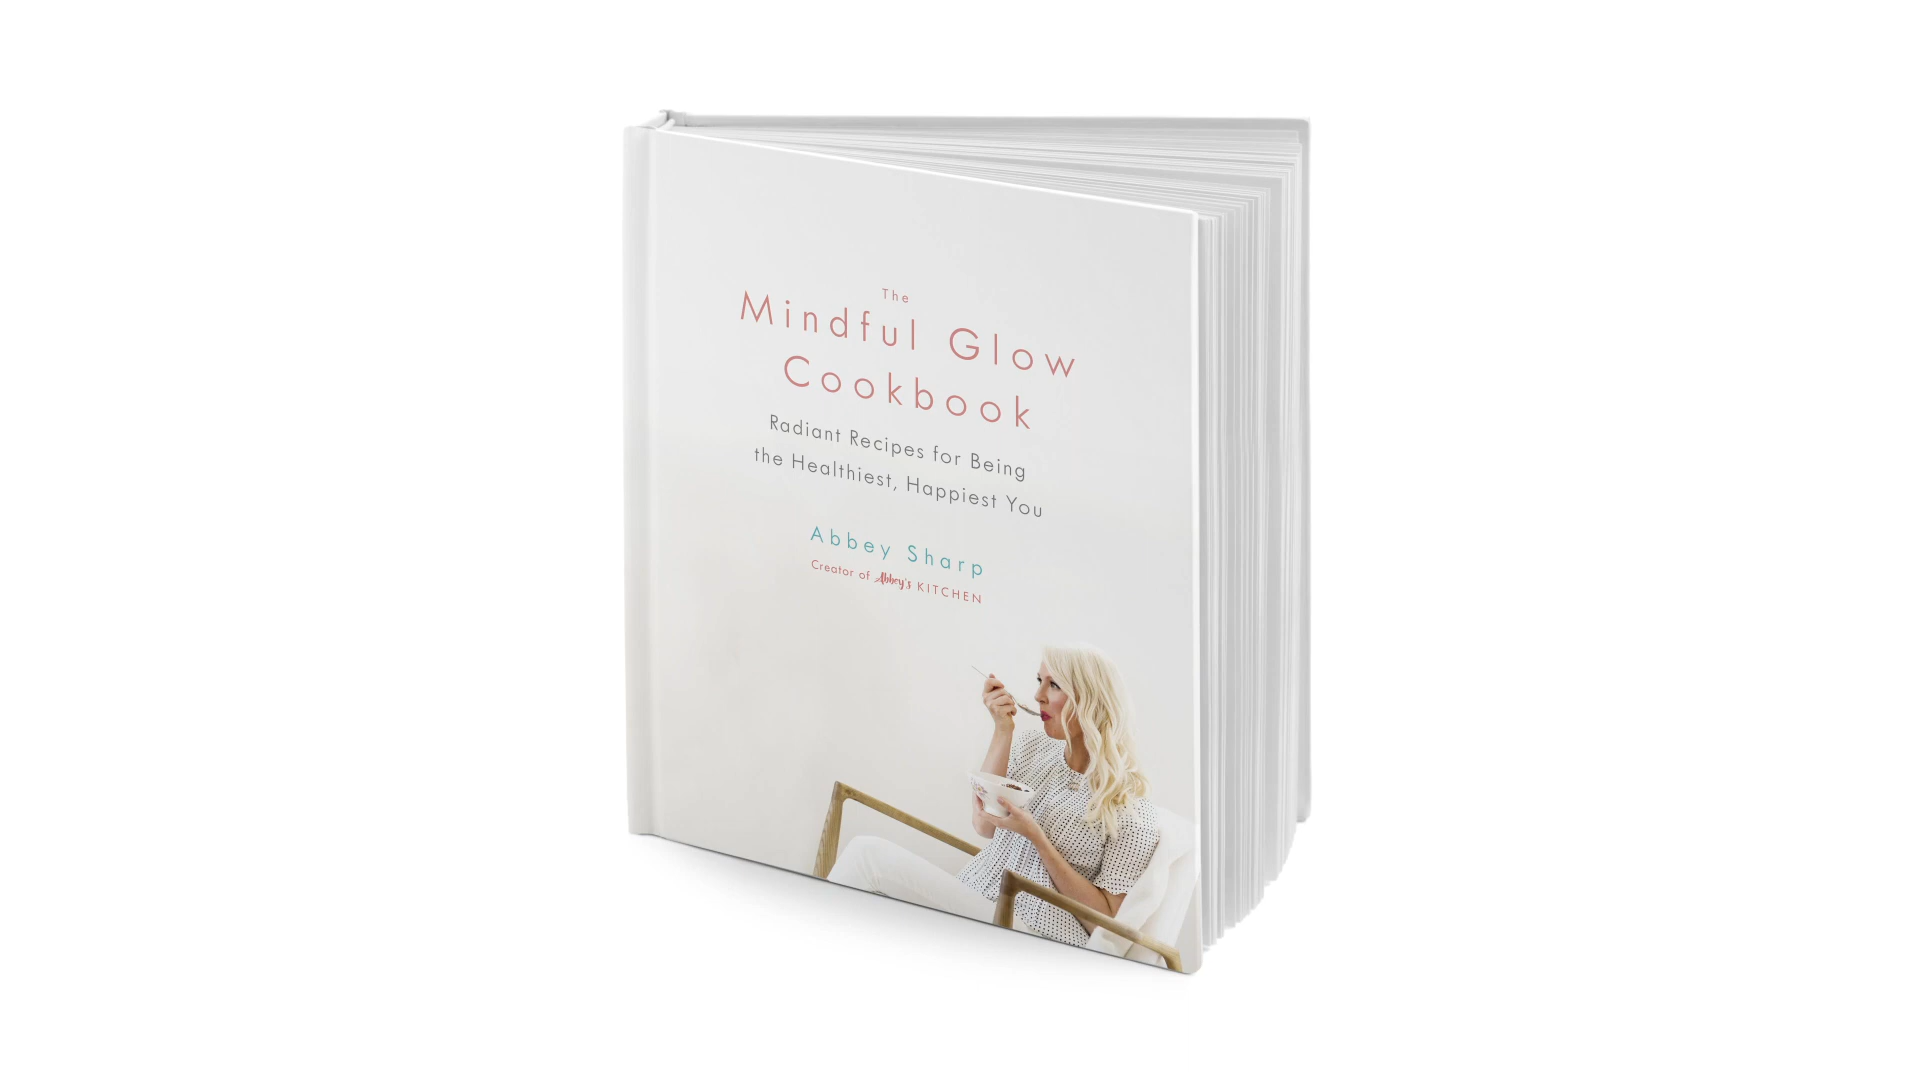 The
Mindful Glow
Cookbook
Radiant Recipes for Being
the Healthiest, Happiest You
Abbey Sharp
Creator of Abbey's KITCHEN